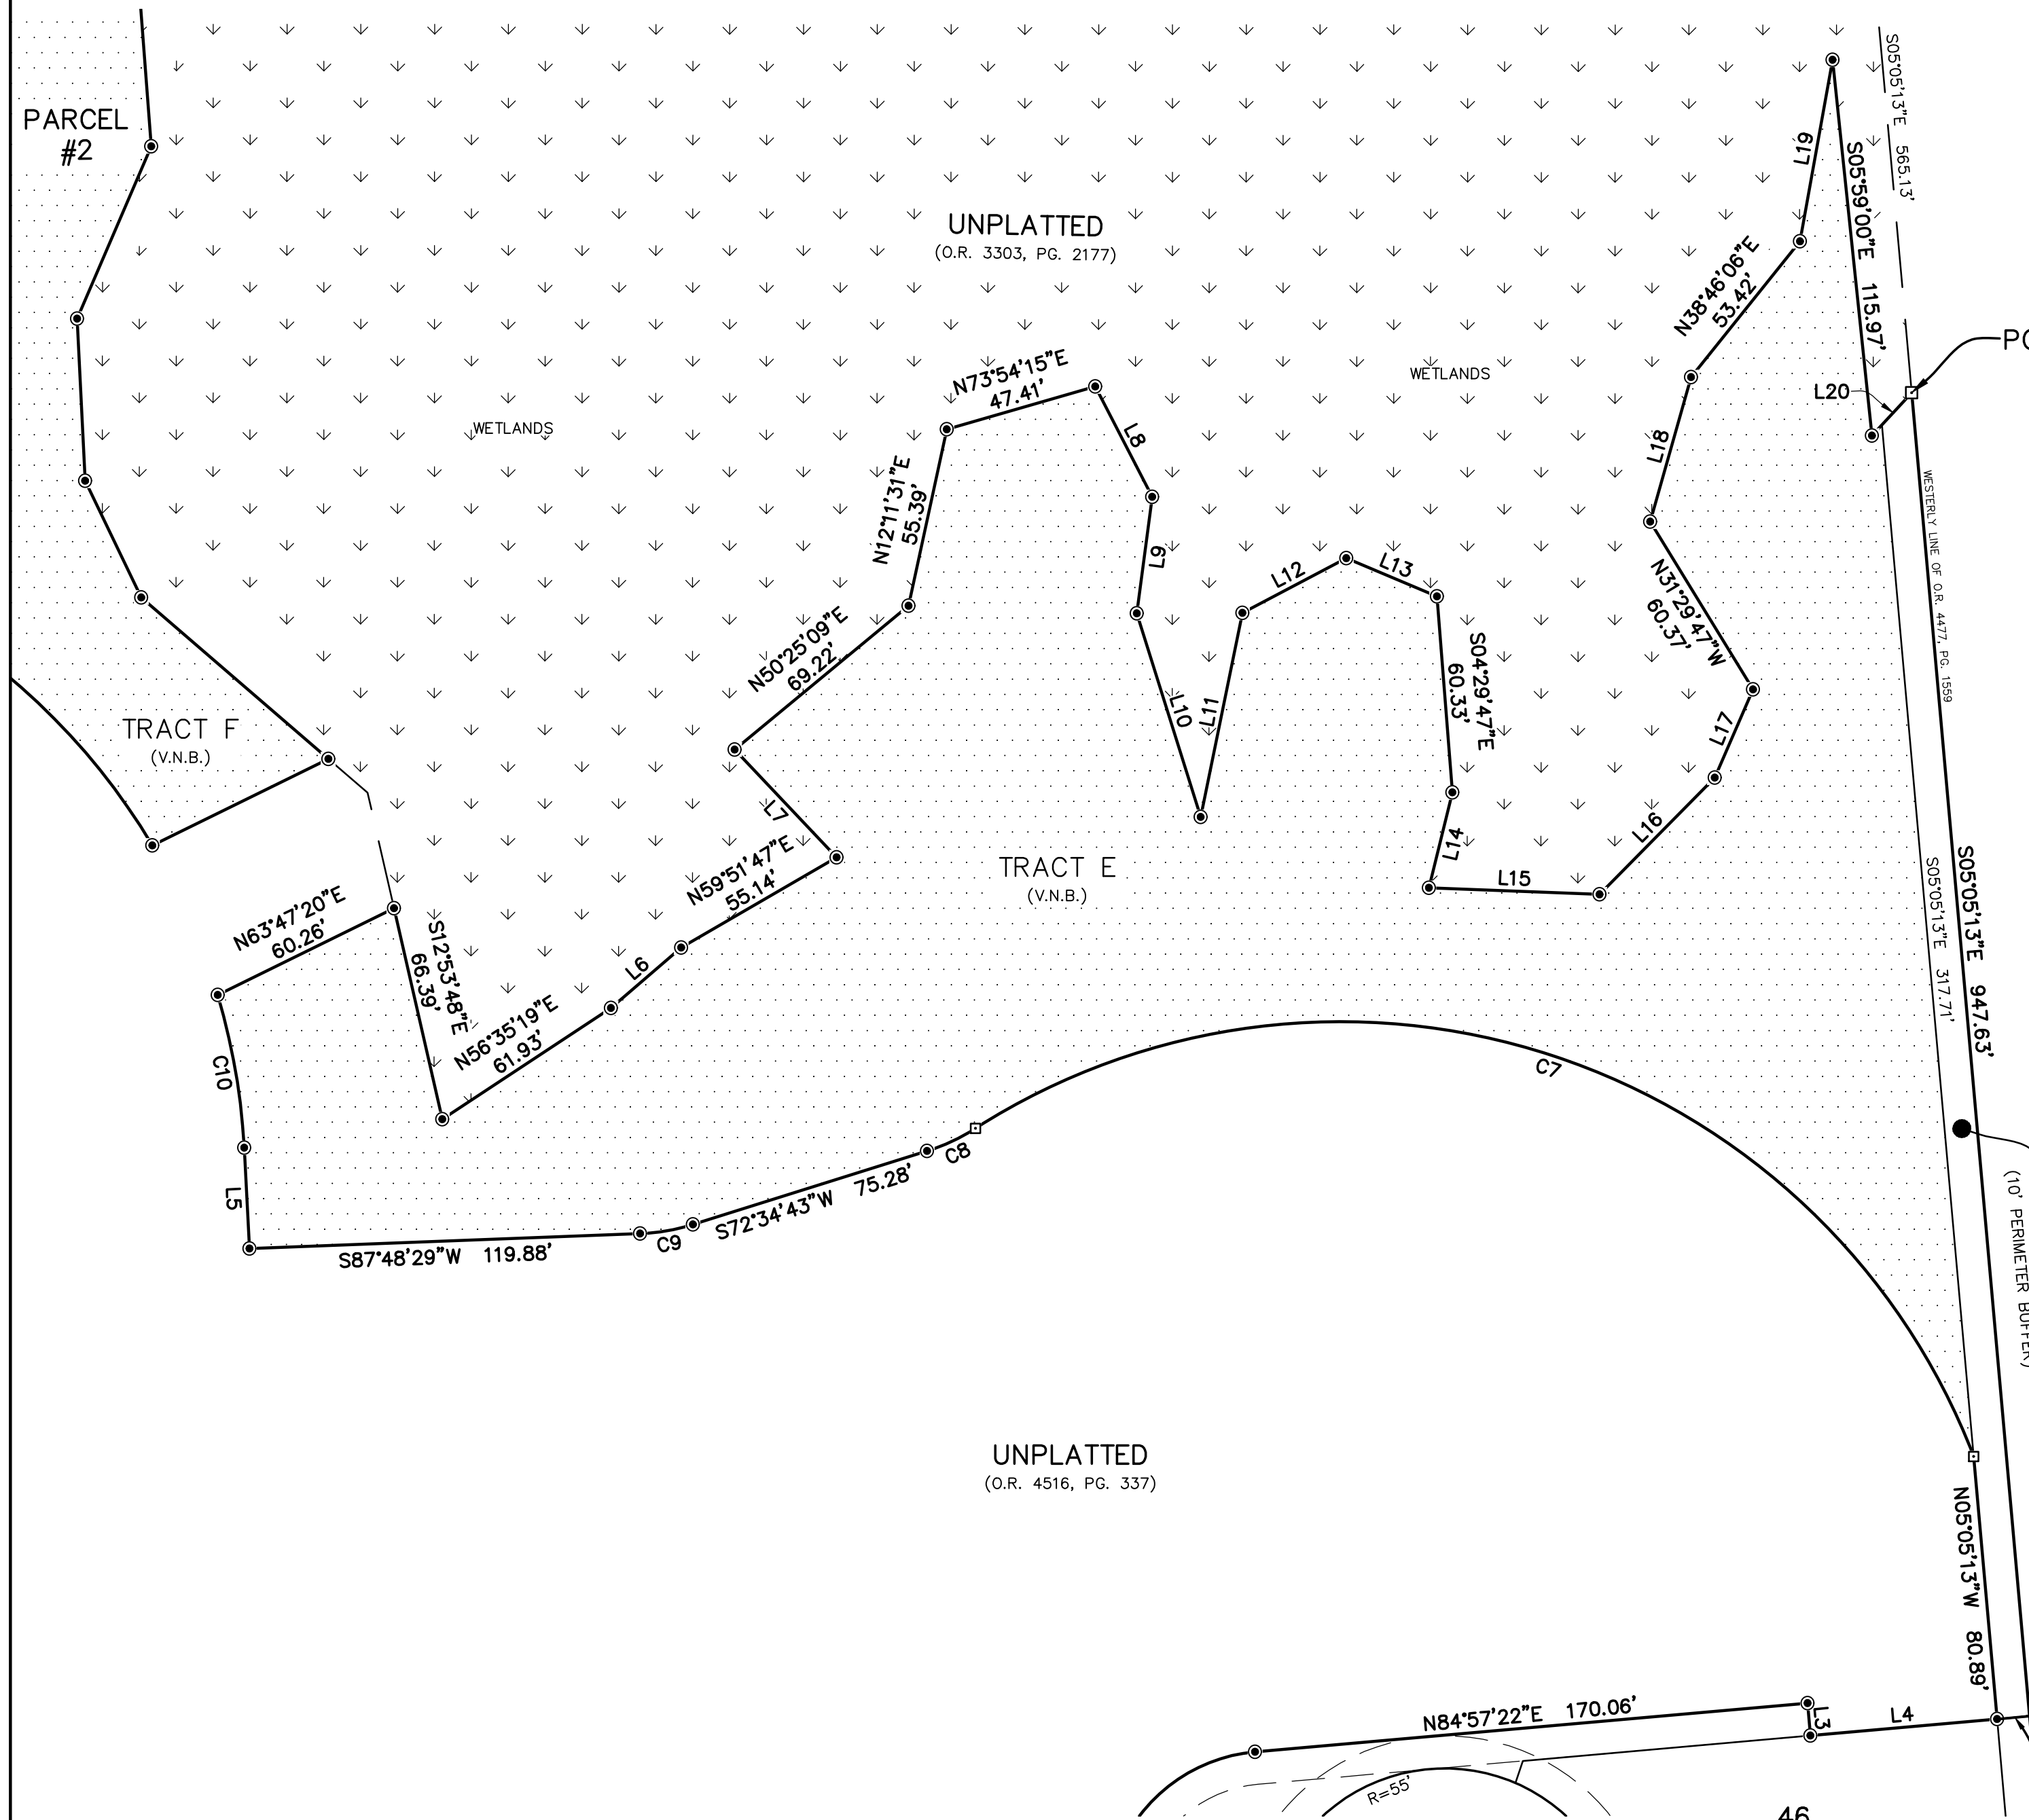 S05°05'13"E 565.13'
PARCEL
#2
L19
S05°59'00"E 115.97'
UNPLATTED
(O.R. 3303, PG. 2177)
N38°46'06"E
53.42'
N73°54'15"E
47.41'
WETLANDS
L20
WETLANDS
L8
L18
N12°11'31"E
55.39'
WESTERLY LINE OF O.R. 4477, PG. 1559
L9
L12
L13
N31°29'47"W
60.37'
N50°25'09"E
69.22'
S04°29'47"E
60.33'
L10
L11
TRACT F
(V.N.B.)
L17
L7
L16
L14
N59°51'47"E
55.14'
TRACT E
(V.N.B.)
L15
N63°47'20"E
60.26'
S12°53'48"E
66.39'
L6
S05°05'13"E 317.71'
S05°05'13"E 947.63'
N56°35'19"E
61.93'
C10
C7
C8
L5
S72°34'43"W 75.28'
C9
S87°48'29"W 119.88'
(10' PERIMETER BUFFER)
UNPLATTED
(O.R. 4516, PG. 337)
N05°05'13"W 80.89'
N84°57'22"E 170.06'
L3
L4
R=55'
46